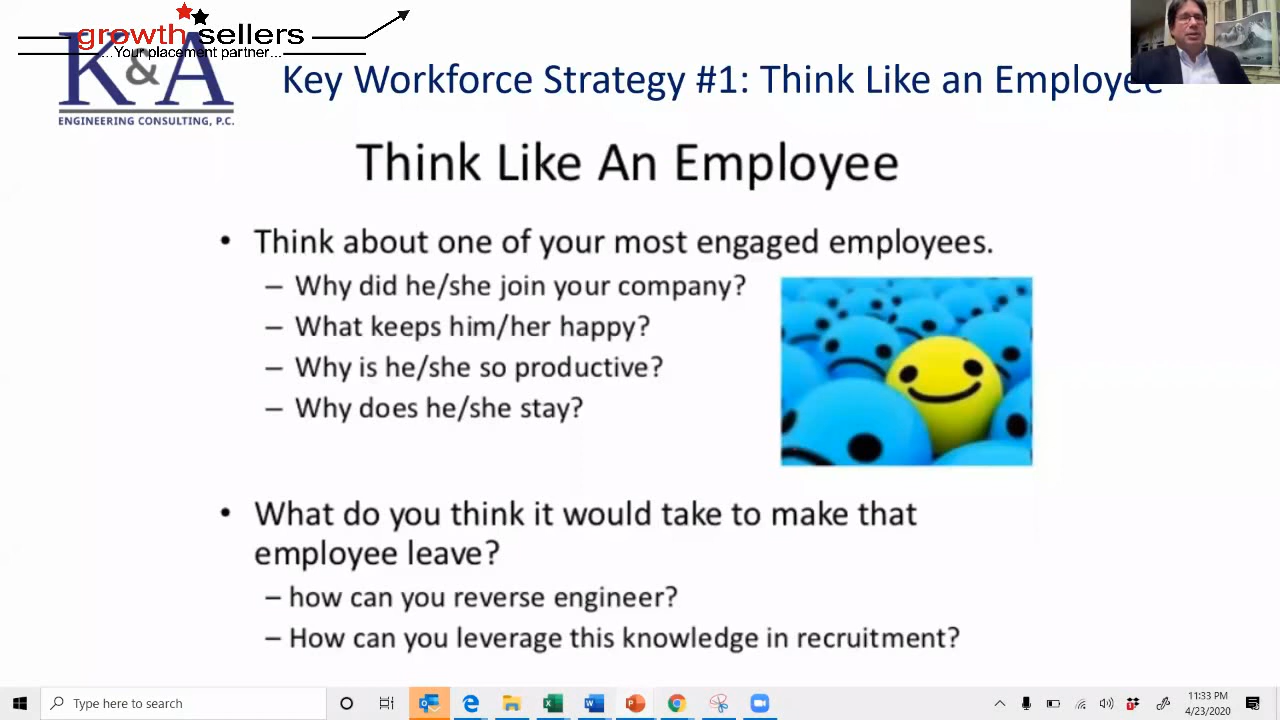 growth sellers
...Your placement partner...
K&A
ENGINEERING CONSULTING, P.C.
Key Workforce Strategy #1: Think Like an Employee
Think Like An Employee
• Think about one of your most engaged employees.
– Why did he/she join your company?
– What keeps him/her happy?
– Why is he/she so productive?
– Why does he/she stay?
• What do you think it would take to make that
employee leave?
– how can you reverse engineer?
– How can you leverage this knowledge in recruitment?
Type here to search
11:33 PM
4/23/2020